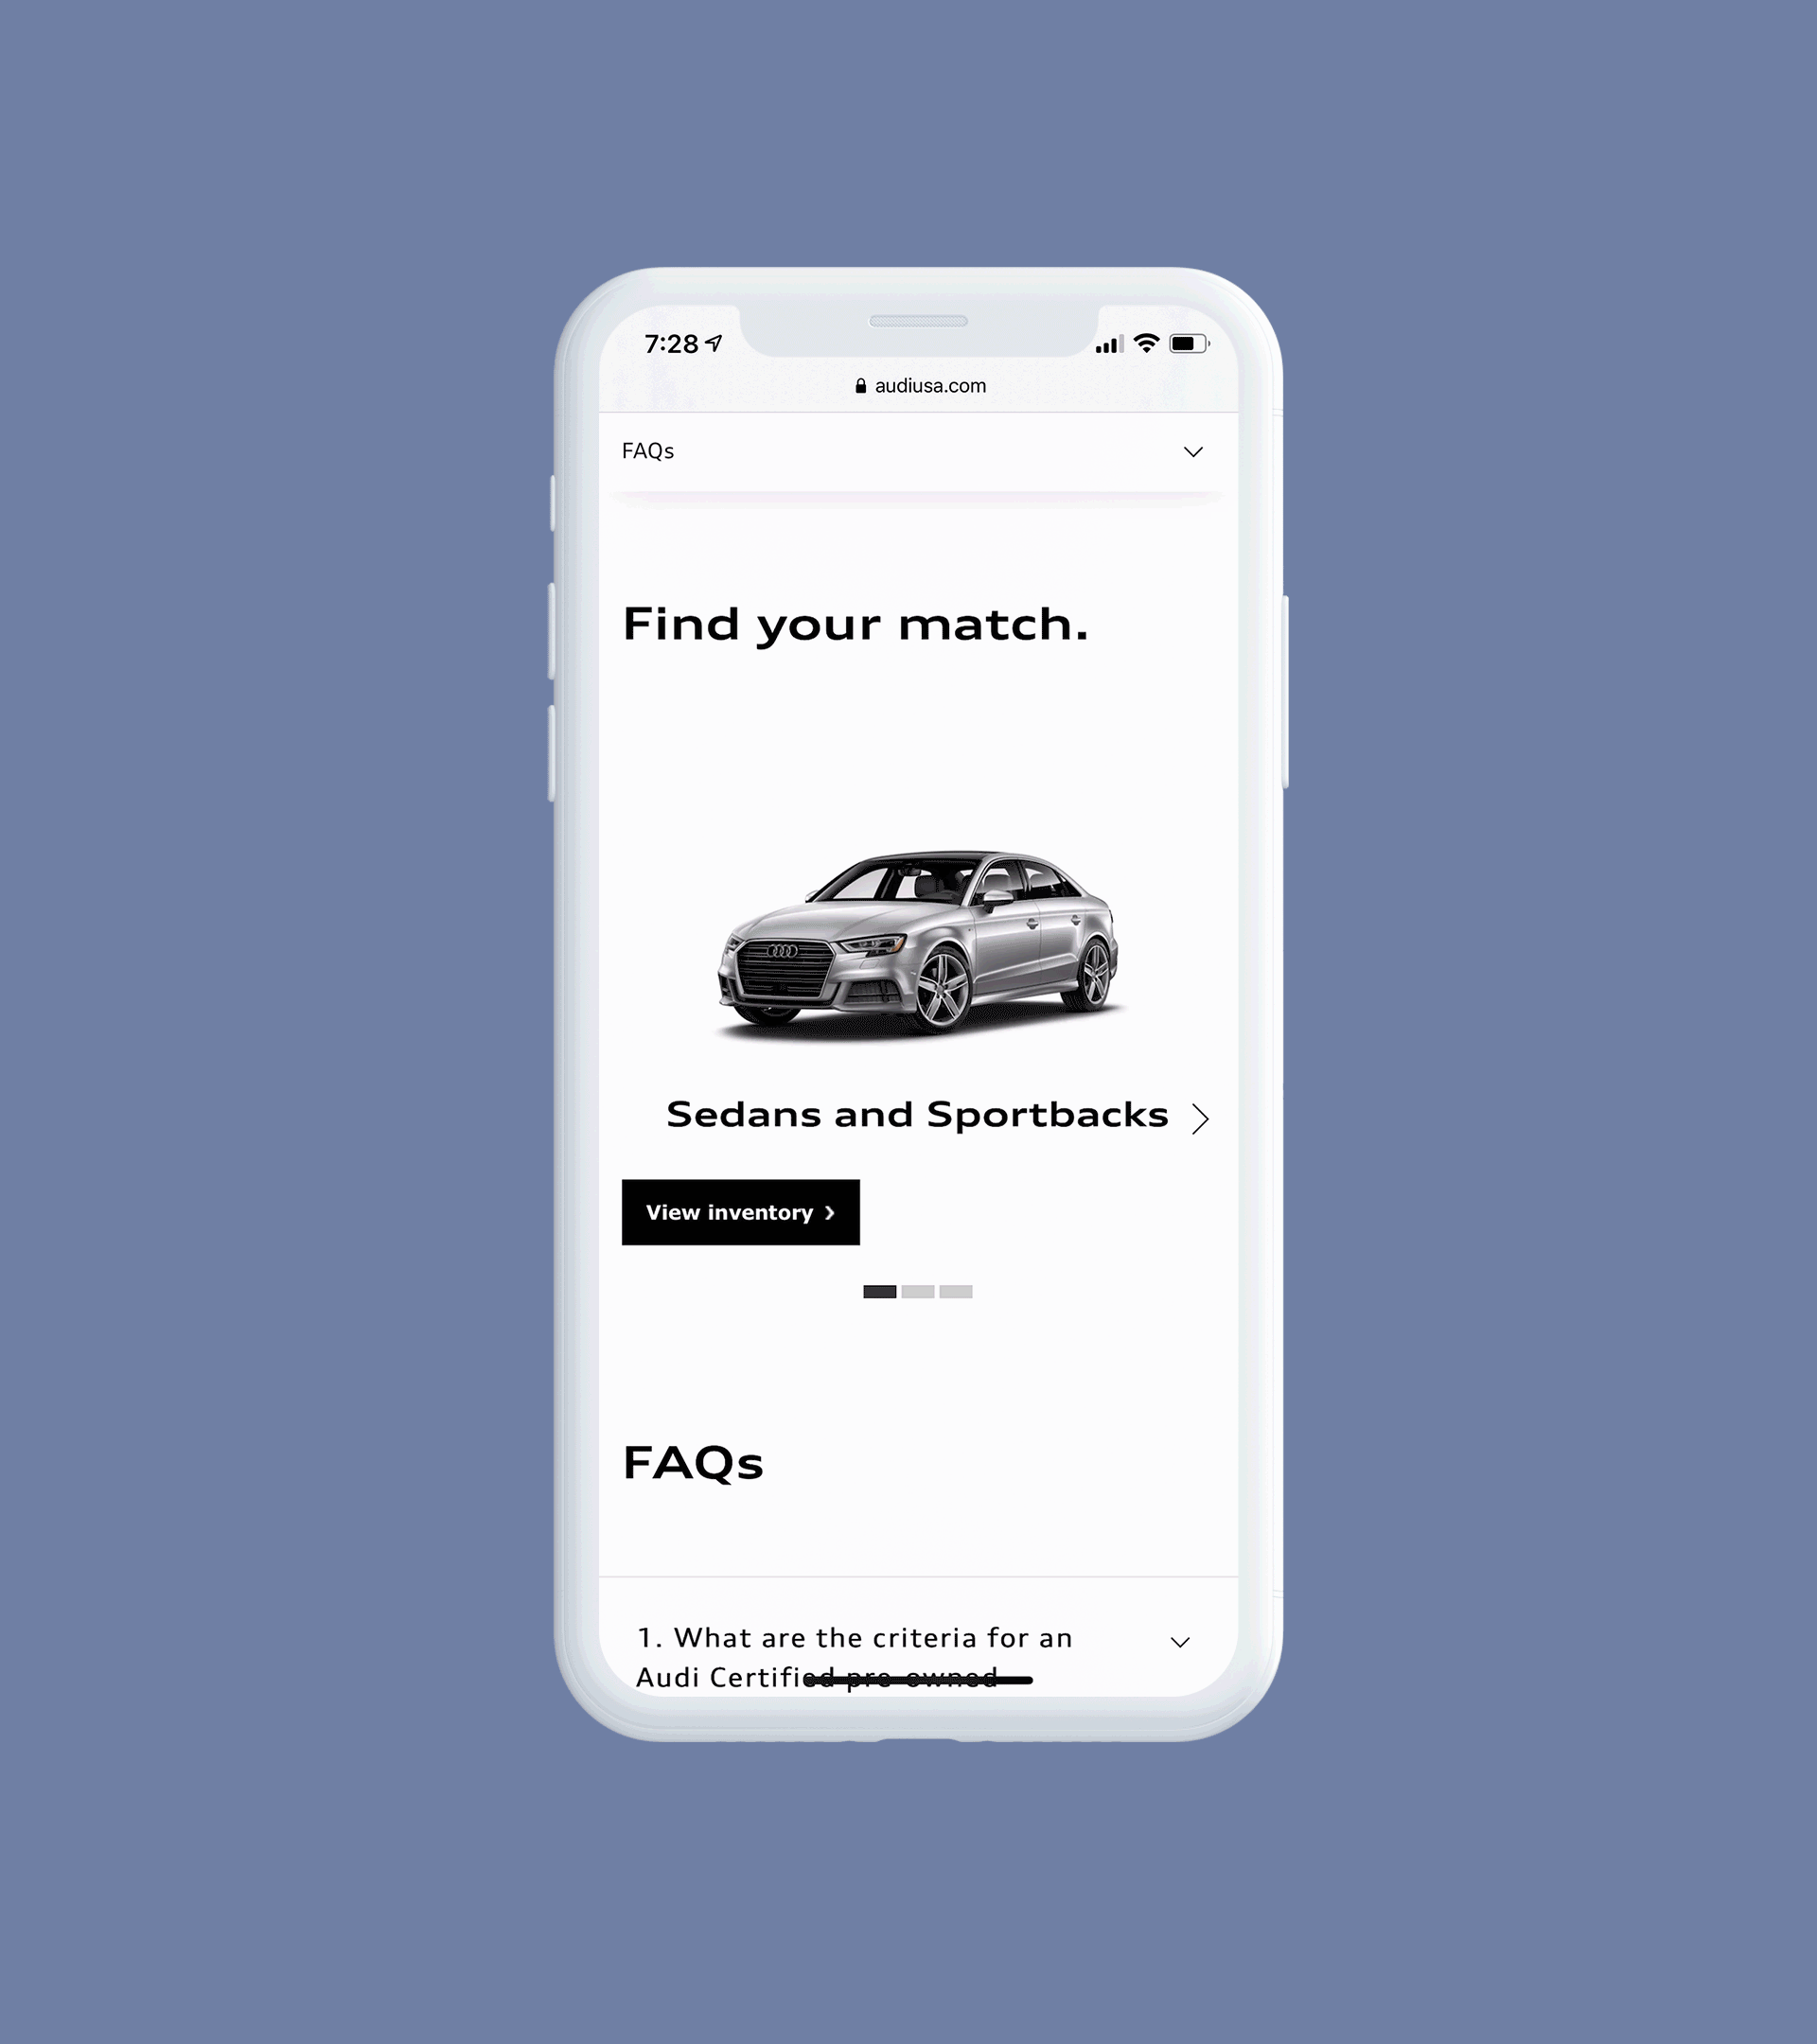 7:28
audiusa.com
FAQs
Find your match.
Sedans and Sportbacks
View inventory
FAQs
1. What are the criteria for an
Audi Certified pre-owned